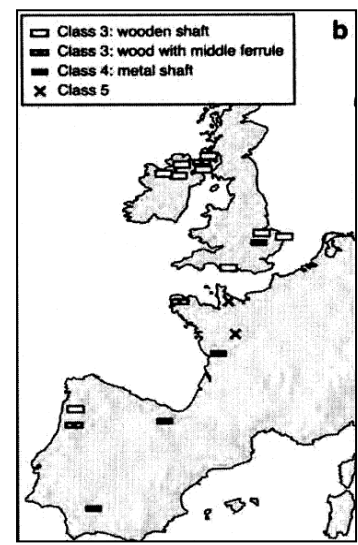 Class 3: wooden shaft
Class 3: wood with middle ferrule
Class 4: metal shaft
Class 5
b